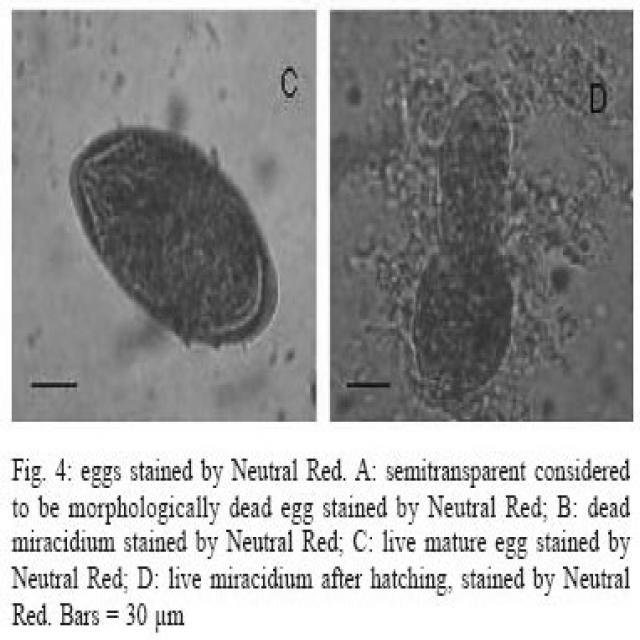 C
D
Fig. 4: eggs stained by Neutral Red. A: semitransparent considered
to be morphologically dead egg stained by Neutral Red; B: dead
miracidium stained by Neutral Red; C: live mature egg stained by
Neutral Red; D: live miracidium after hatching, stained by Neutral
Red. Bars = 30 µm